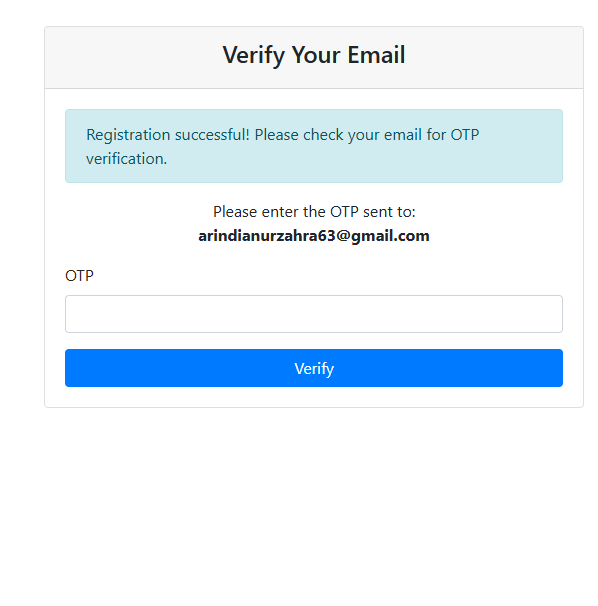 Verify Your Email
Registration successful! Please check your email for OTP
verification.
Please enter the OTP sent to:
arindianurzahra63@gmail.com
OTP
Verify